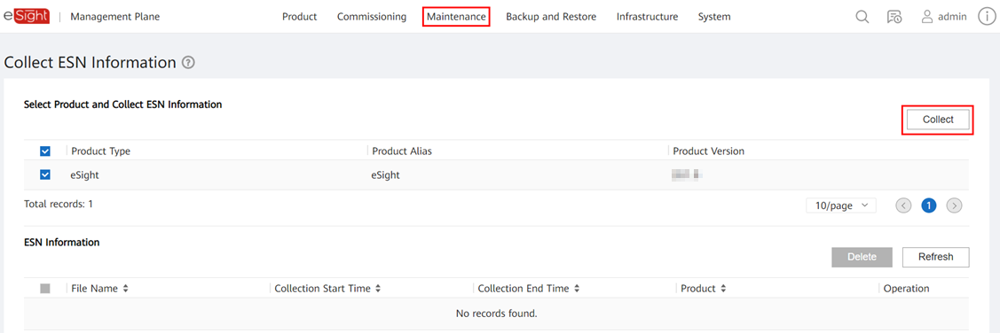 eSight | Management Plane Product Commissioning Maintenance Backup and Restore Infrastructure System admin
Collect ESN Information ?
Select Product and Collect ESN Information
Collect
Product Type Product Alias Product Version
eSight eSight
Total records: 1
10/page 1
ESN Information
Delete Refresh
File Name Collection Start Time Collection End Time Product Operation
No records found.